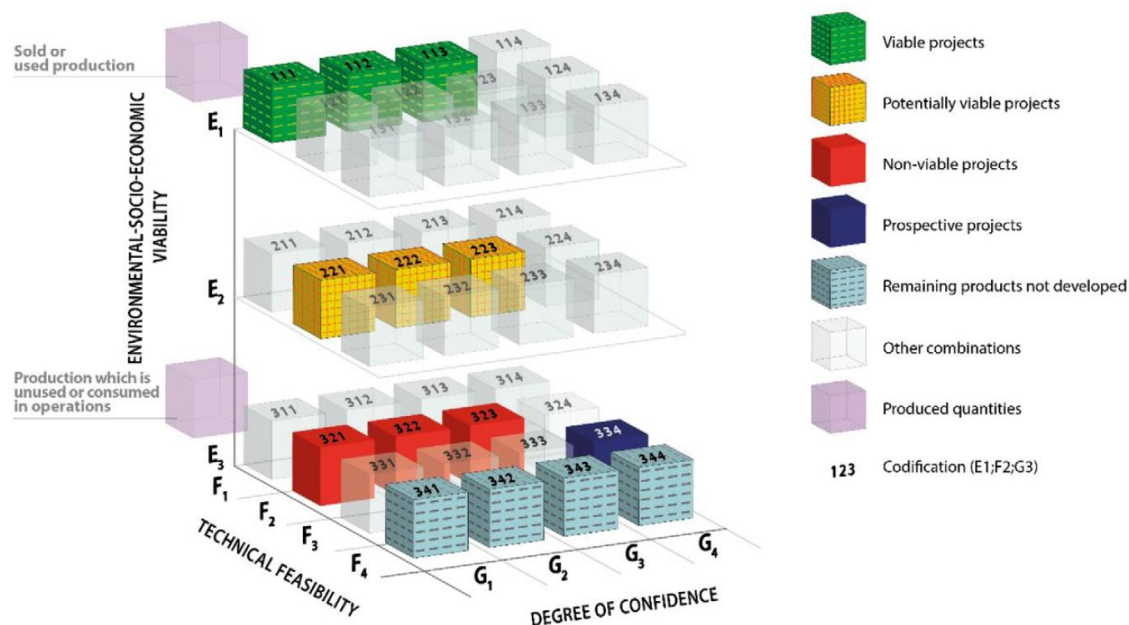 Sold or
used production
ENVIRONMENTAL-SOCIO-ECONOMIC
VIABILITY
Production which is
unused or consumed
in operations
E1
E2
E3
111
112
113
114
123
124
131
132
133
134
211
212
213
214
221
222
223
224
231
232
233
234
311
312
313
314
321
322
323
324
331
332
333
334
341
342
343
344
F1
F2
F3
F4
TECHNICAL FEASIBILITY
G1
G2
G3
G4
DEGREE OF CONFIDENCE
Viable projects
Potentially viable projects
Non-viable projects
Prospective projects
Remaining products not developed
Other combinations
Produced quantities
123 Codification (E1;F2;G3)